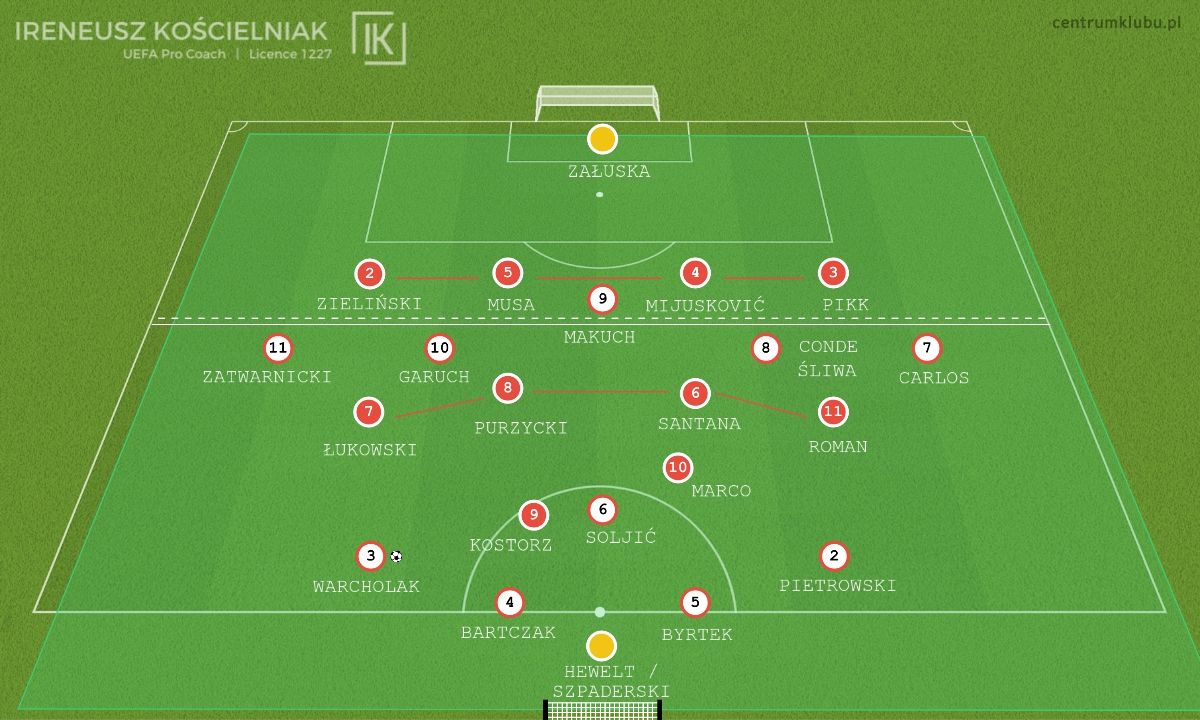 IRENEUSZ KOŚCIELNIAK
UEFA Pro Coach | Licence 1227
IK
centrumklubu.pl
ZAŁUSKA
2
5
4
3
ZIELIŃSKI
MUSA
9
MIJUSKOVIĆ
PIKK
MAKUCH
11
10
8
CONDE
ŚLIWA
7
ZATWARNICKI
GARUCH
CARLOS
7
8
6
11
ŁUKOWSKI
PURZYCKI
SANTANA
ROMAN
10
MARCO
9
6
KOSTORZ
SOLJIĆ
3
2
WARCHOLAK
PIETROWSKI
4
5
BARTCZAK
BYRTEK
HEWELT /
SZPADERSKI